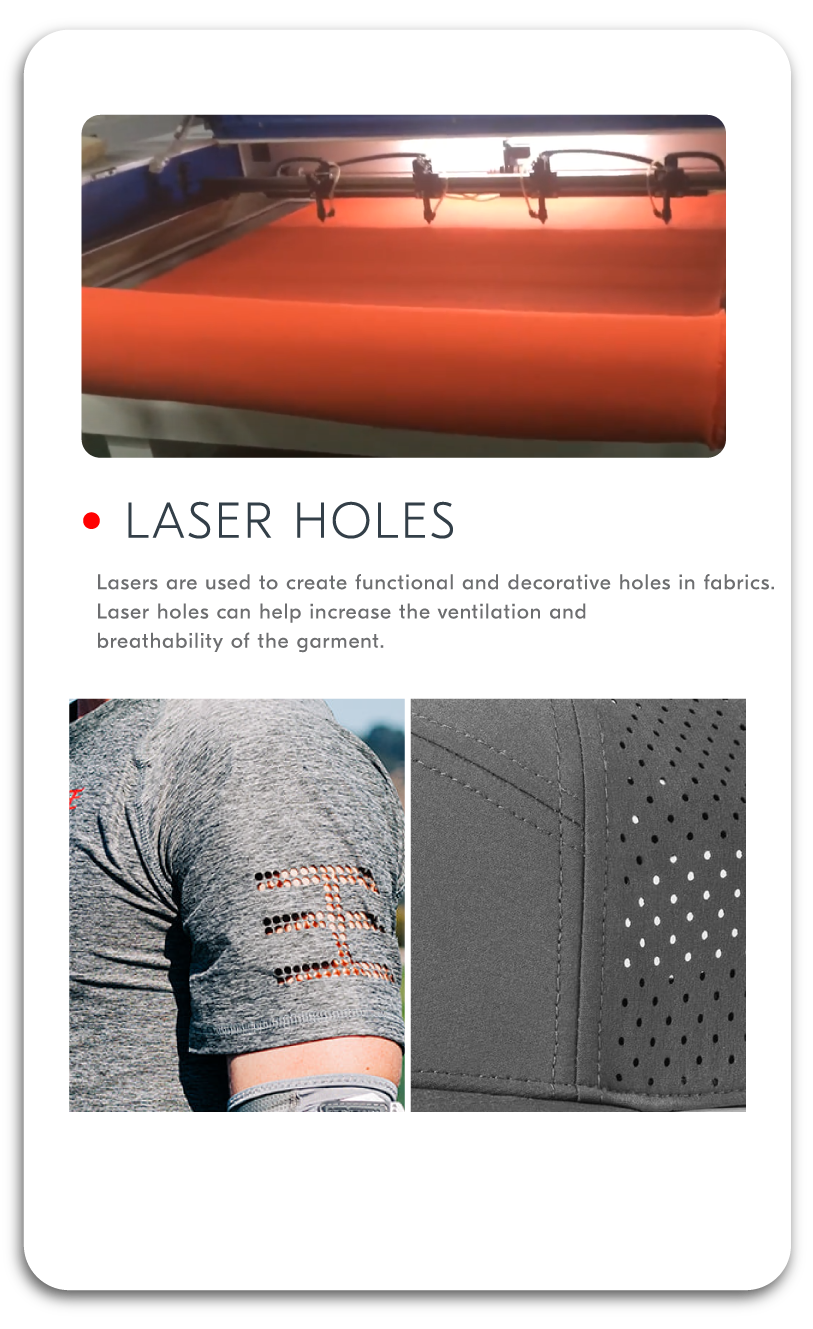 LASER HOLES
Lasers are used to create functional and decorative holes in fabrics.
Laser holes can help increase the ventilation and
breathability of the garment.